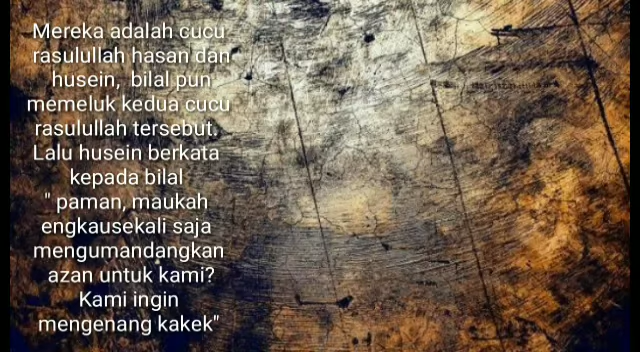 Mereka adalah cucu
rasulullah hasan dan
husein, bilal pun
memeluk kedua cucu
rasulullah tersebut.
Lalu husein berkata
kepada bilal
" paman, maukah
engkausekali saja
mengumandangkan
azan untuk kami?
Kami ingin
mengenang kakek"